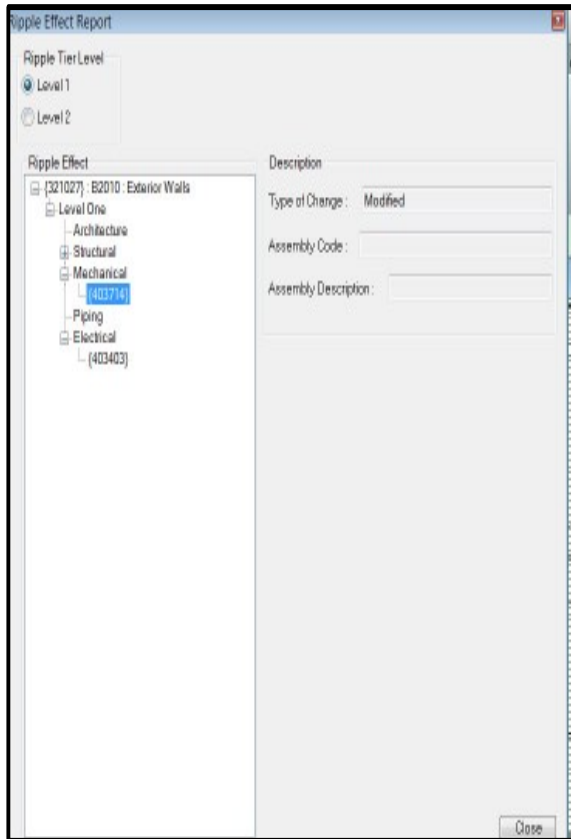 Ripple Effect Report
Ripple Tier Level
Level 1
Level 2
Ripple Effect
{321027} : B2010 : Exterior Walls
Level One
Architecture
Structural
Mechanical
{403714}
Piping
Electrical
{403403}
Description
Type of Change : Modified
Assembly Code :
Assembly Description :
Close